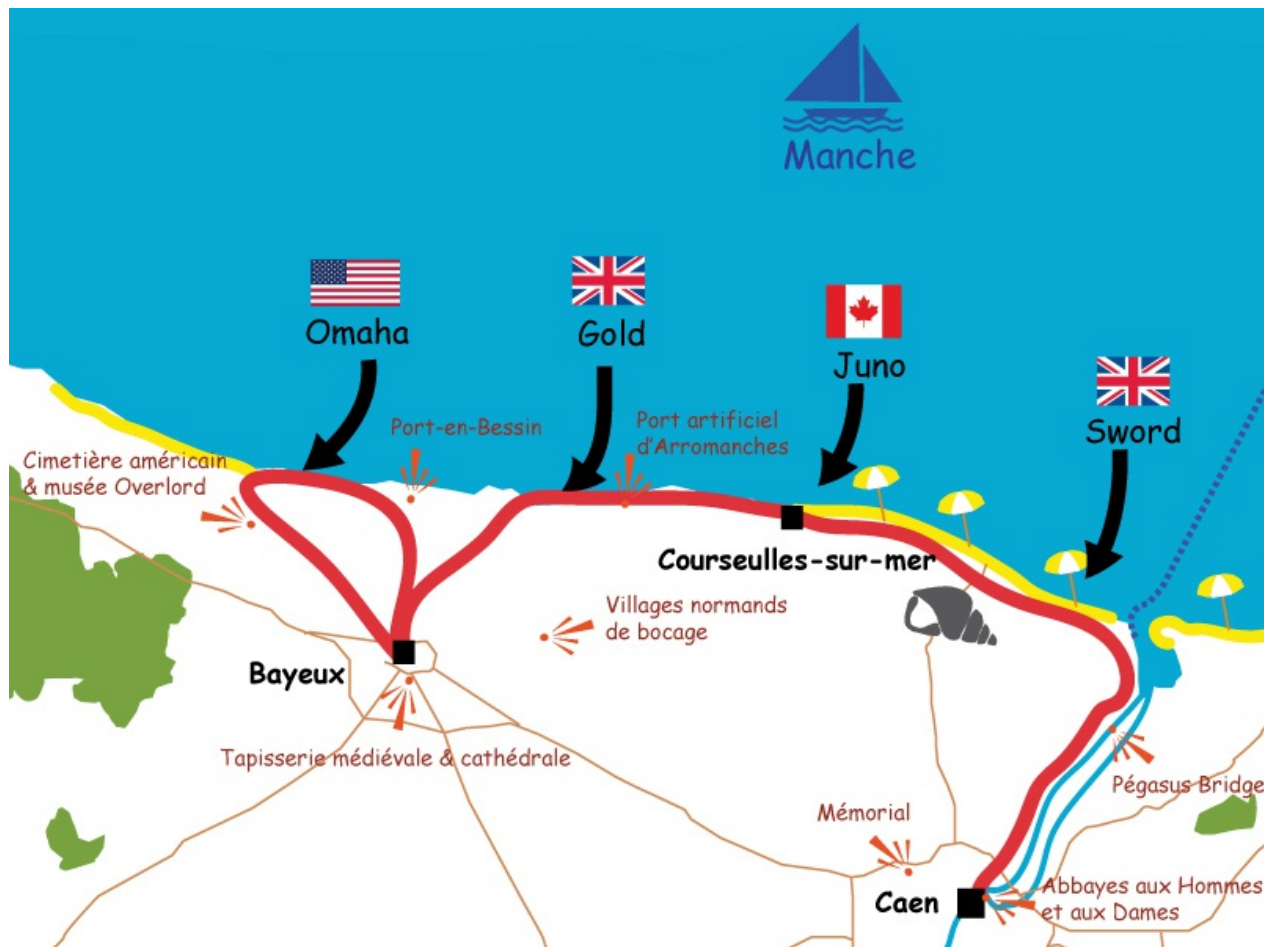 Manche
Omaha
Gold
Juno
Sword
Port-en-Bessin
Port artificiel
d'Arromanches
Cimetière américain
& musée Overlord
Courseulles-sur-mer
Villages normands
de bocage
Bayeux
Tapisserie médiévale & cathédrale
Pégasus Bridge
Mémorial
Caen
Abbayes aux Hommes
et aux Dames